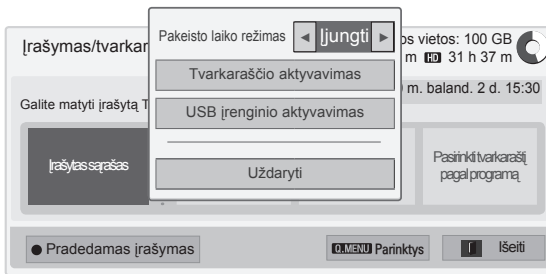 Įrašymas/tvarkar
os vietos: 100 GB
m HD 31 h 37 m
Pakeisto laiko režimas ◄ Įjungti ►
Tvarkaraščio aktyvavimas
USB įrenginio aktyvavimas
Uždaryti
m. baland. 2 d. 15:30
Galite matyti įrašytą T
Įrašytas sąrašas
Pasirinkti tvarkaraštį
pagal programą
● Pradedamas įrašymas
Q.MENU Parinktys
Išeiti